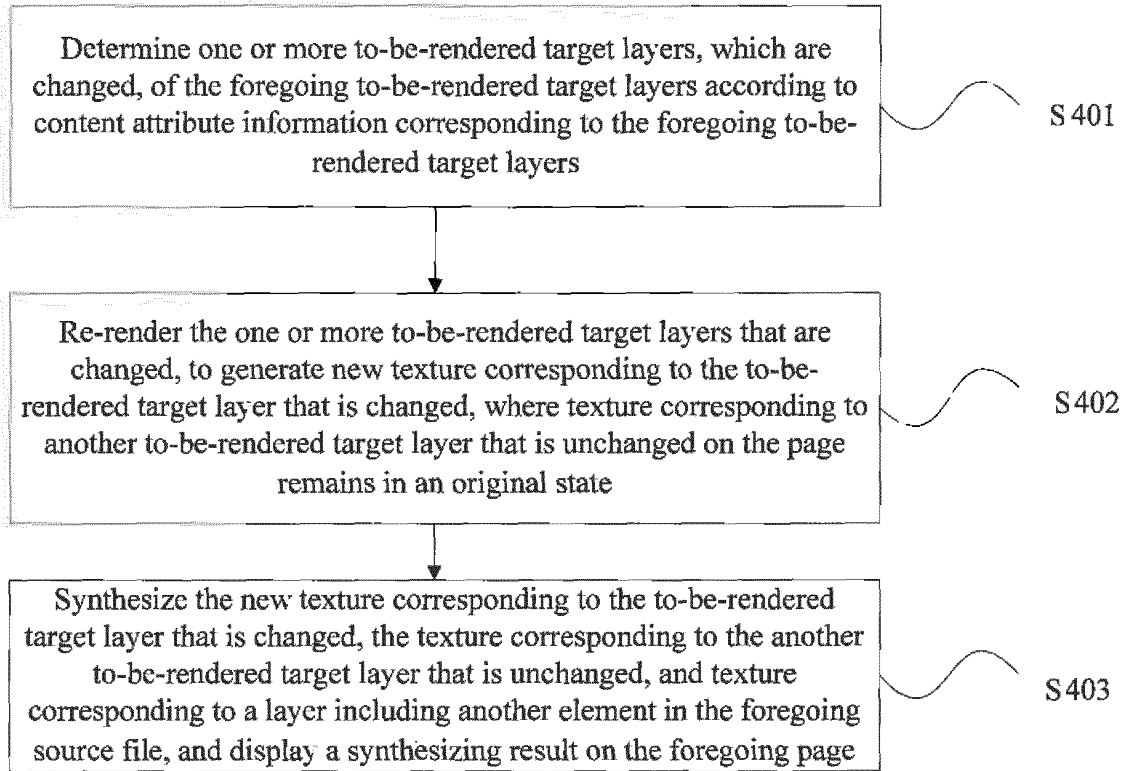 Determine one or more to-be-rendered target layers, which are
changed, of the foregoing to-be-rendered target layers according to
content attribute information corresponding to the foregoing to-be-
rendered target layers
S401
Re-render the one or more to-be-rendered target layers that are
changed, to generate new texture corresponding to the to-be-
rendered target layer that is changed, where texture corresponding to
another to-be-rendered target layer that is unchanged on the page
remains in an original state
S402
Synthesize the new texture corresponding to the to-be-rendered
target layer that is changed, the texture corresponding to the another
to-be-rendered target layer that is unchanged, and texture
corresponding to a layer including another element in the foregoing
source file, and display a synthesizing result on the foregoing page
S403